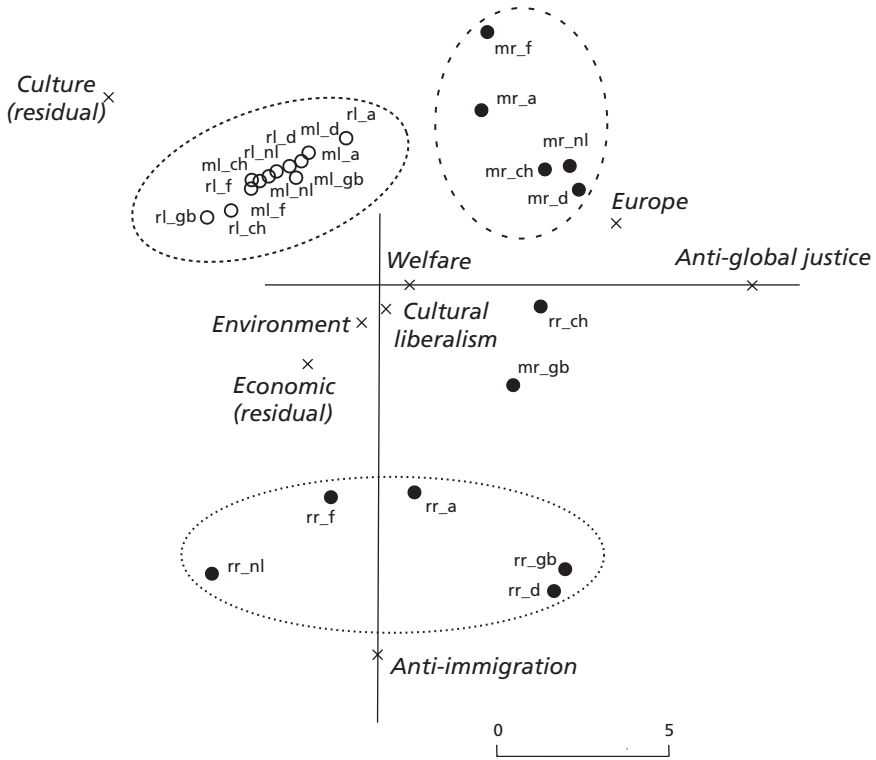 mr_f
Culture
(residual)
mr_a
rl_a
ml_d
rl_d
mr_nl
rl_nl
ml_a
ml_ch
mr_ch
ml_gb
rl_f
ml_nl
mr_d
Europe
rl_gb
ml_f
rl_ch
Welfare
Anti-global justice
Cultural
liberalism
Environment
rr_ch
mr_gb
Economic
(residual)
rr_f
rr_a
rr_nl
rr_gb
rr_d
Anti-immigration
0
5